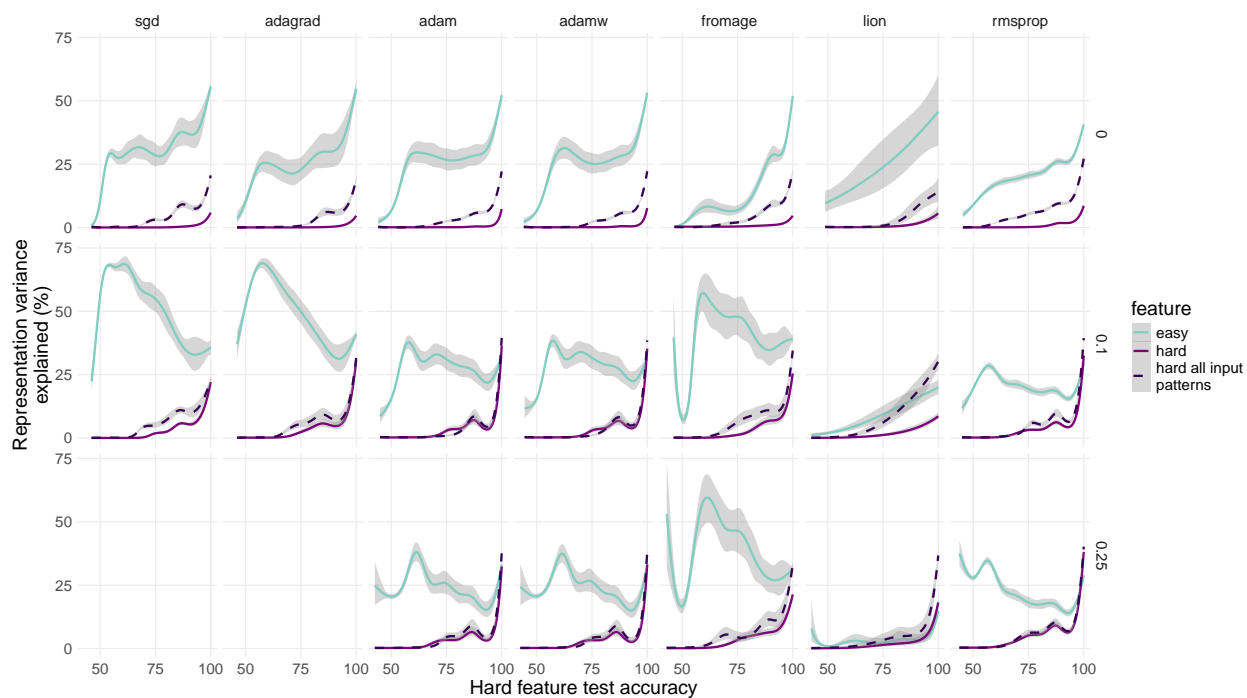 sgd adagrad adam adamw fromage lion rmsprop
75
50
25
0
0
75
50
25
0
0.1
75
50
25
0
0.25
Representation variance
explained (%)
feature
easy
hard
hard all input
patterns
50 75 100 50 75 100 50 75 100 50 75 100 50 75 100 50 75 100 50 75 100
Hard feature test accuracy